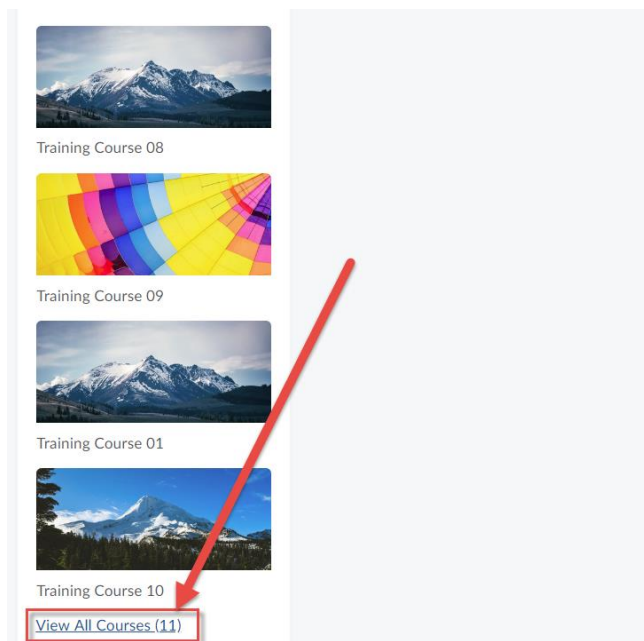 Training Course 08
Training Course 09
Training Course 01
Training Course 10
View All Courses (11)